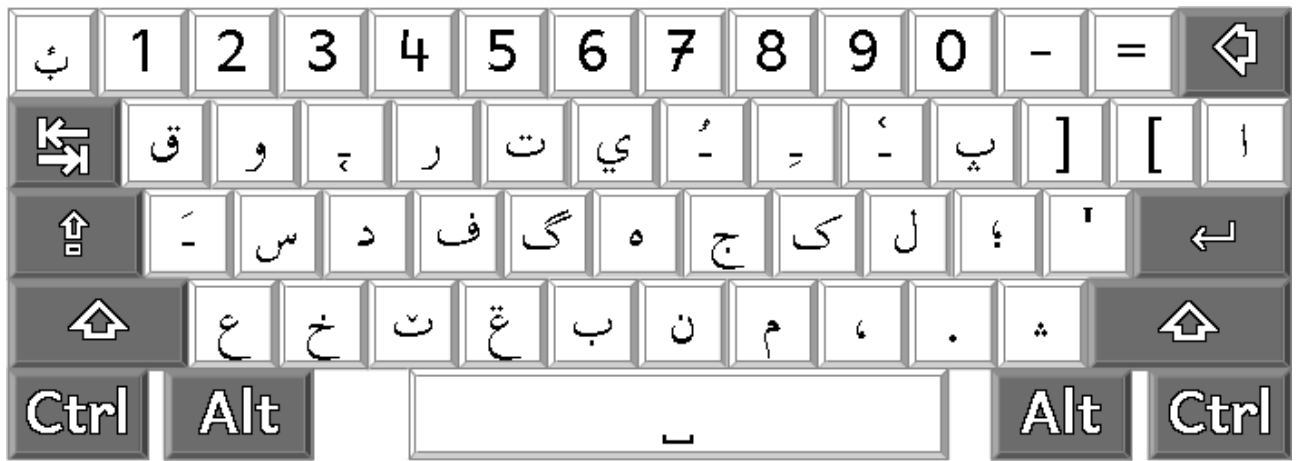 ࢡ 1 2 3 4 5 6 7 8 9 0 - =
ق و ر ت ي ـُ ـِ ـٗ پ ] [ ا
ـَ س د ف گ ه ج ک ل ؛ '
ع خ ݖ ݝ ب ن م ، . ؞
Ctrl Alt Alt Ctrl